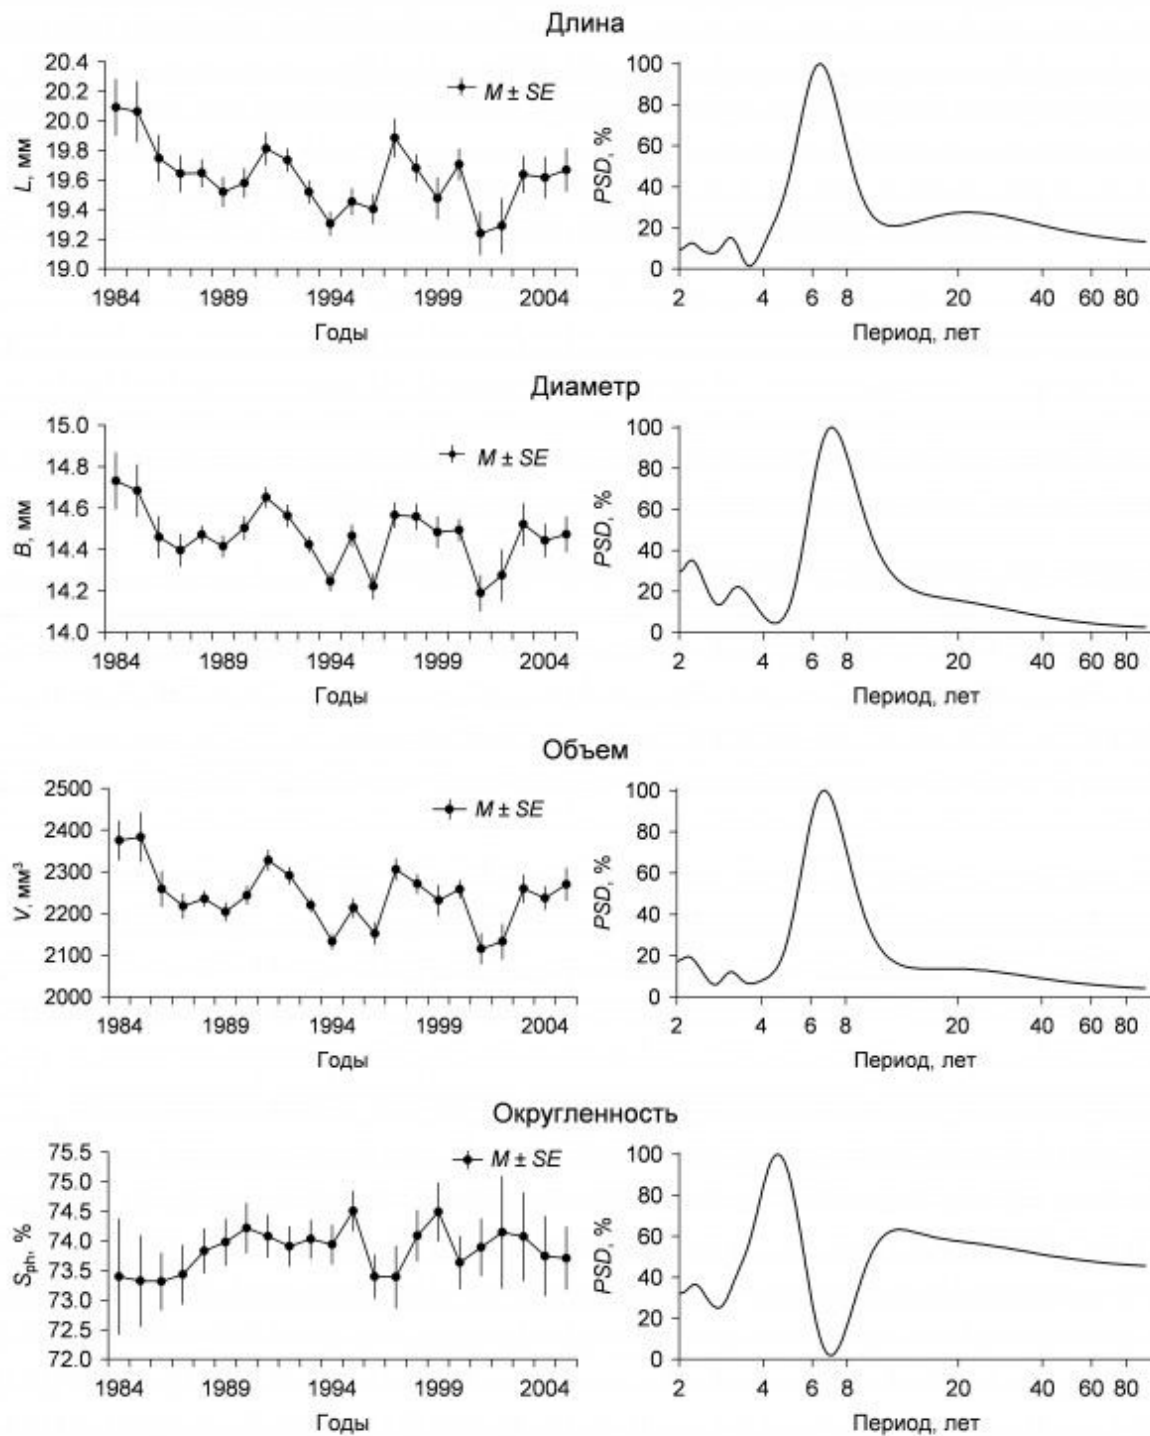 Длина
20.4
20.2
20.0
19.8
19.6
19.4
19.2
19.0
L, мм
M ± SE
1984 1989 1994 1999 2004
Годы
100
80
60
40
20
0
PSD, %
2 4 6 8 20 40 60 80
Период, лет
Диаметр
15.0
14.8
14.6
14.4
14.2
14.0
B, мм
M ± SE
1984 1989 1994 1999 2004
Годы
100
80
60
40
20
0
PSD, %
2 4 6 8 20 40 60 80
Период, лет
Объем
2500
2400
2300
2200
2100
2000
V, мм³
M ± SE
1984 1989 1994 1999 2004
Годы
100
80
60
40
20
0
PSD, %
2 4 6 8 20 40 60 80
Период, лет
Округленность
75.5
75.0
74.5
74.0
73.5
73.0
72.5
72.0
Sph, %
M ± SE
1984 1989 1994 1999 2004
Годы
100
80
60
40
20
0
PSD, %
2 4 6 8 20 40 60 80
Период, лет